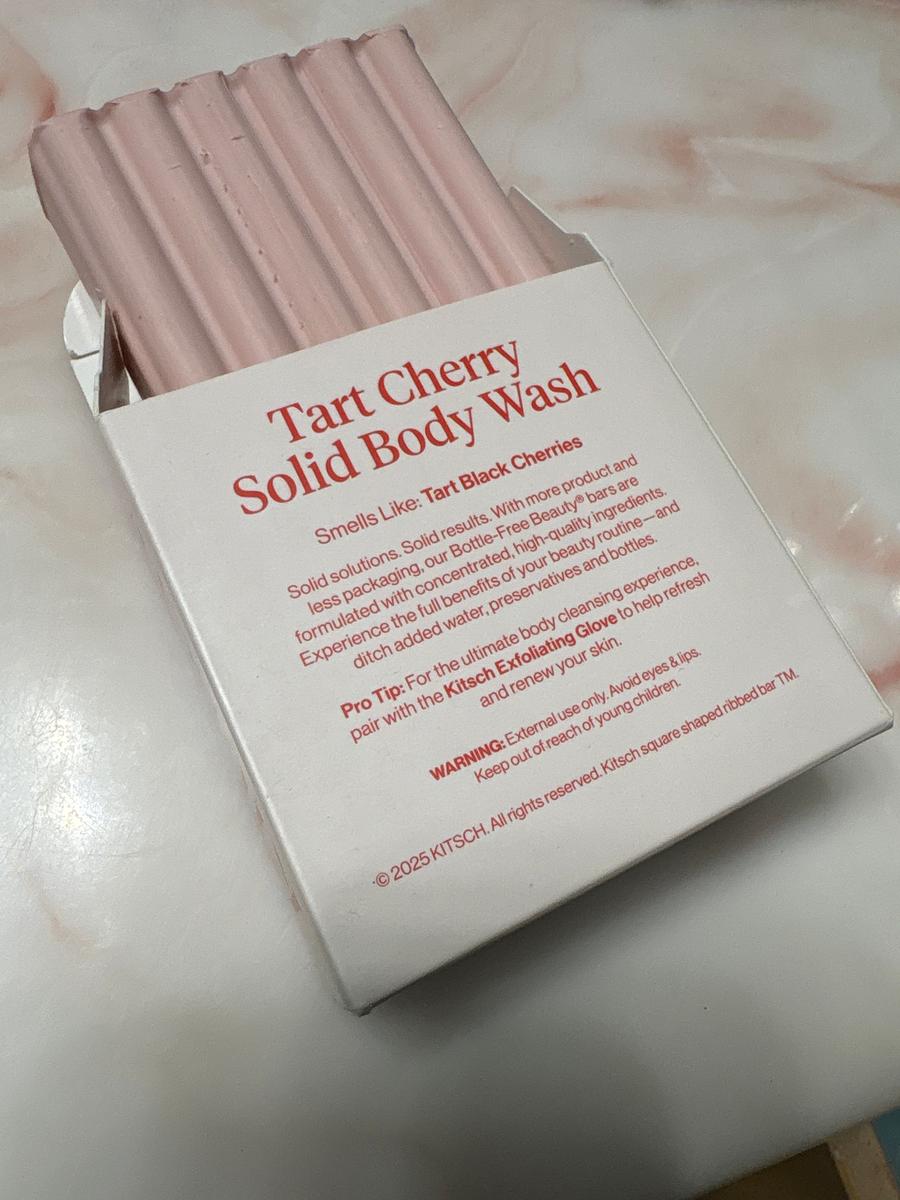 Tart Cherry
Solid Body Wash
Smells Like: Tart Black Cherries
Solid solutions. Solid results. With more product and
less packaging, our Bottle-Free Beauty® bars are
formulated with concentrated, high-quality ingredients.
Experience the full benefits of your beauty routine—and
ditch added water, preservatives and bottles.
Pro Tip: For the ultimate body cleansing experience,
pair with the Kitsch Exfoliating Glove to help refresh
and renew your skin.
WARNING: External use only. Avoid eyes & lips.
Keep out of reach of young children.
© 2025 KITSCH. All rights reserved. Kitsch square shaped ribbed bar TM.